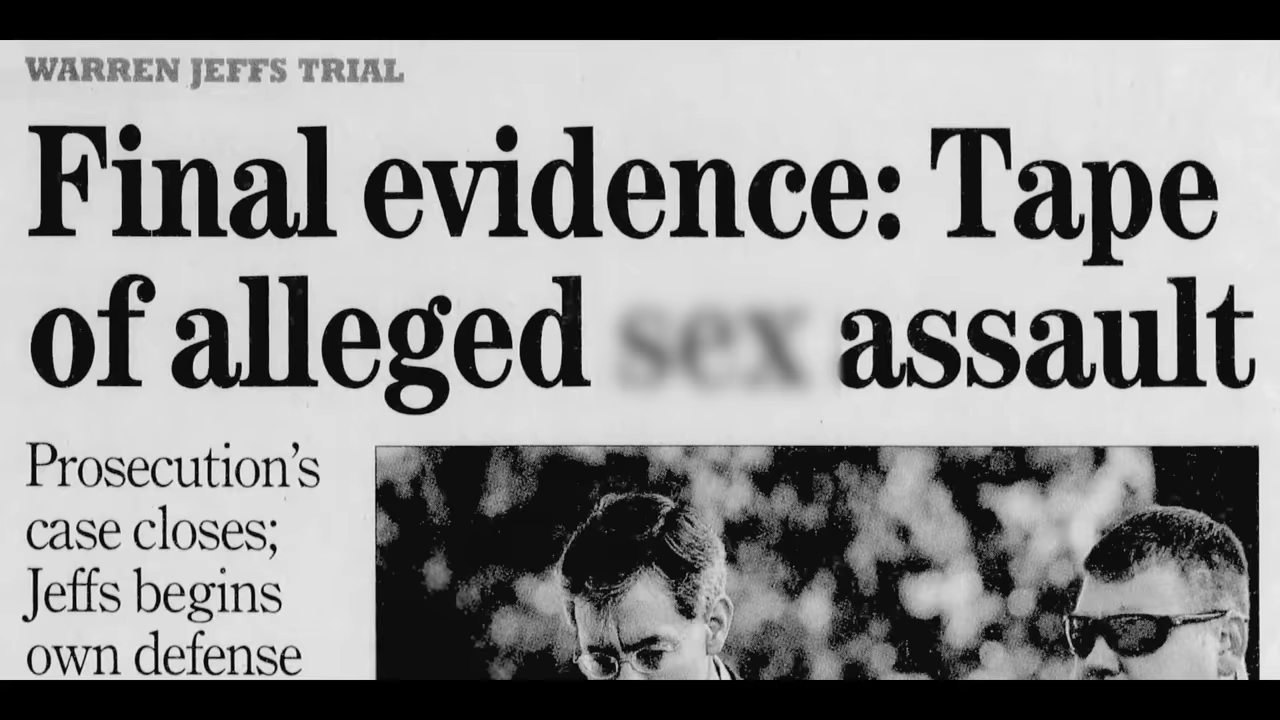 WARREN JEFFS TRIAL
Final evidence: Tape
of alleged sex assault
Prosecution's
case closes;
Jeffs begins
own defense